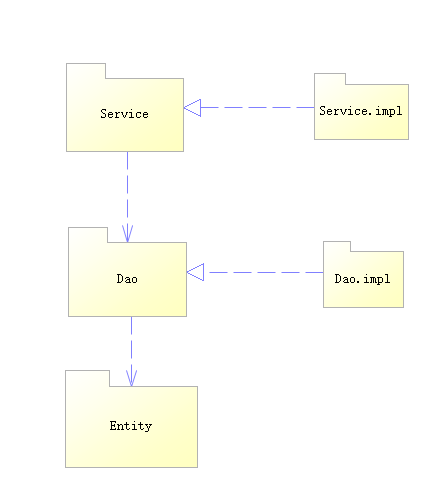 Service
Service.impl
Dao
Dao.impl
Entity